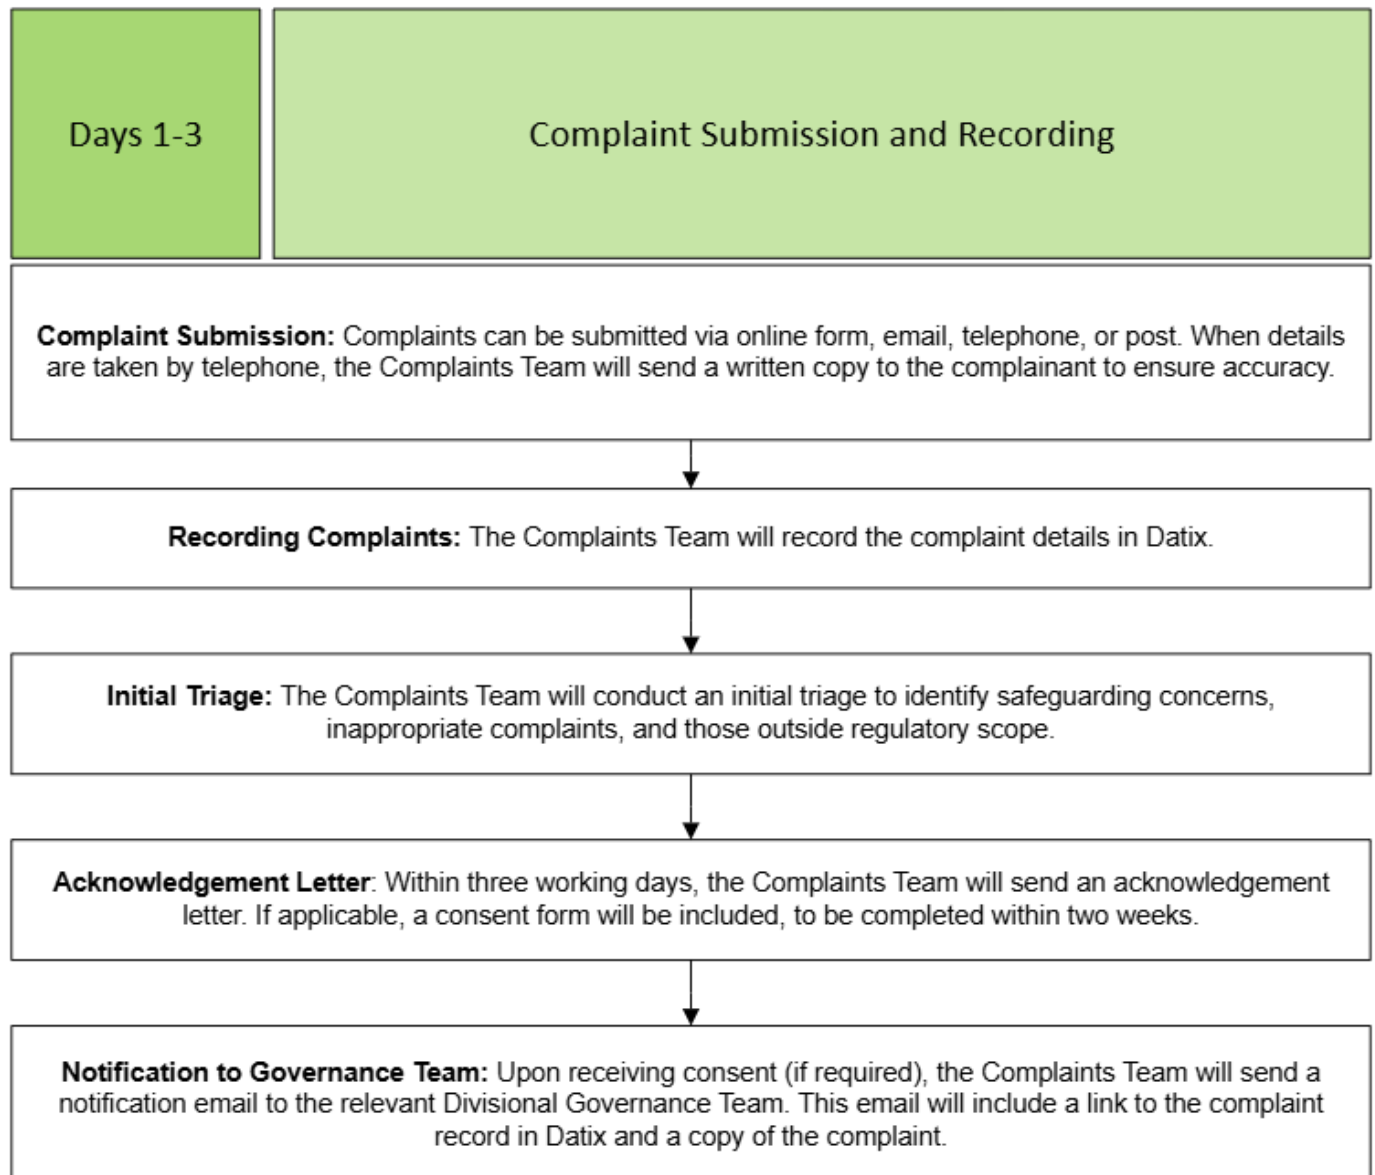 Days 1-3
Complaint Submission and Recording
Complaint Submission: Complaints can be submitted via online form, email, telephone, or post. When details
are taken by telephone, the Complaints Team will send a written copy to the complainant to ensure accuracy.
Recording Complaints: The Complaints Team will record the complaint details in Datix.
Initial Triage: The Complaints Team will conduct an initial triage to identify safeguarding concerns,
inappropriate complaints, and those outside regulatory scope.
Acknowledgement Letter: Within three working days, the Complaints Team will send an acknowledgement
letter. If applicable, a consent form will be included, to be completed within two weeks.
Notification to Governance Team: Upon receiving consent (if required), the Complaints Team will send a
notification email to the relevant Divisional Governance Team. This email will include a link to the complaint
record in Datix and a copy of the complaint.